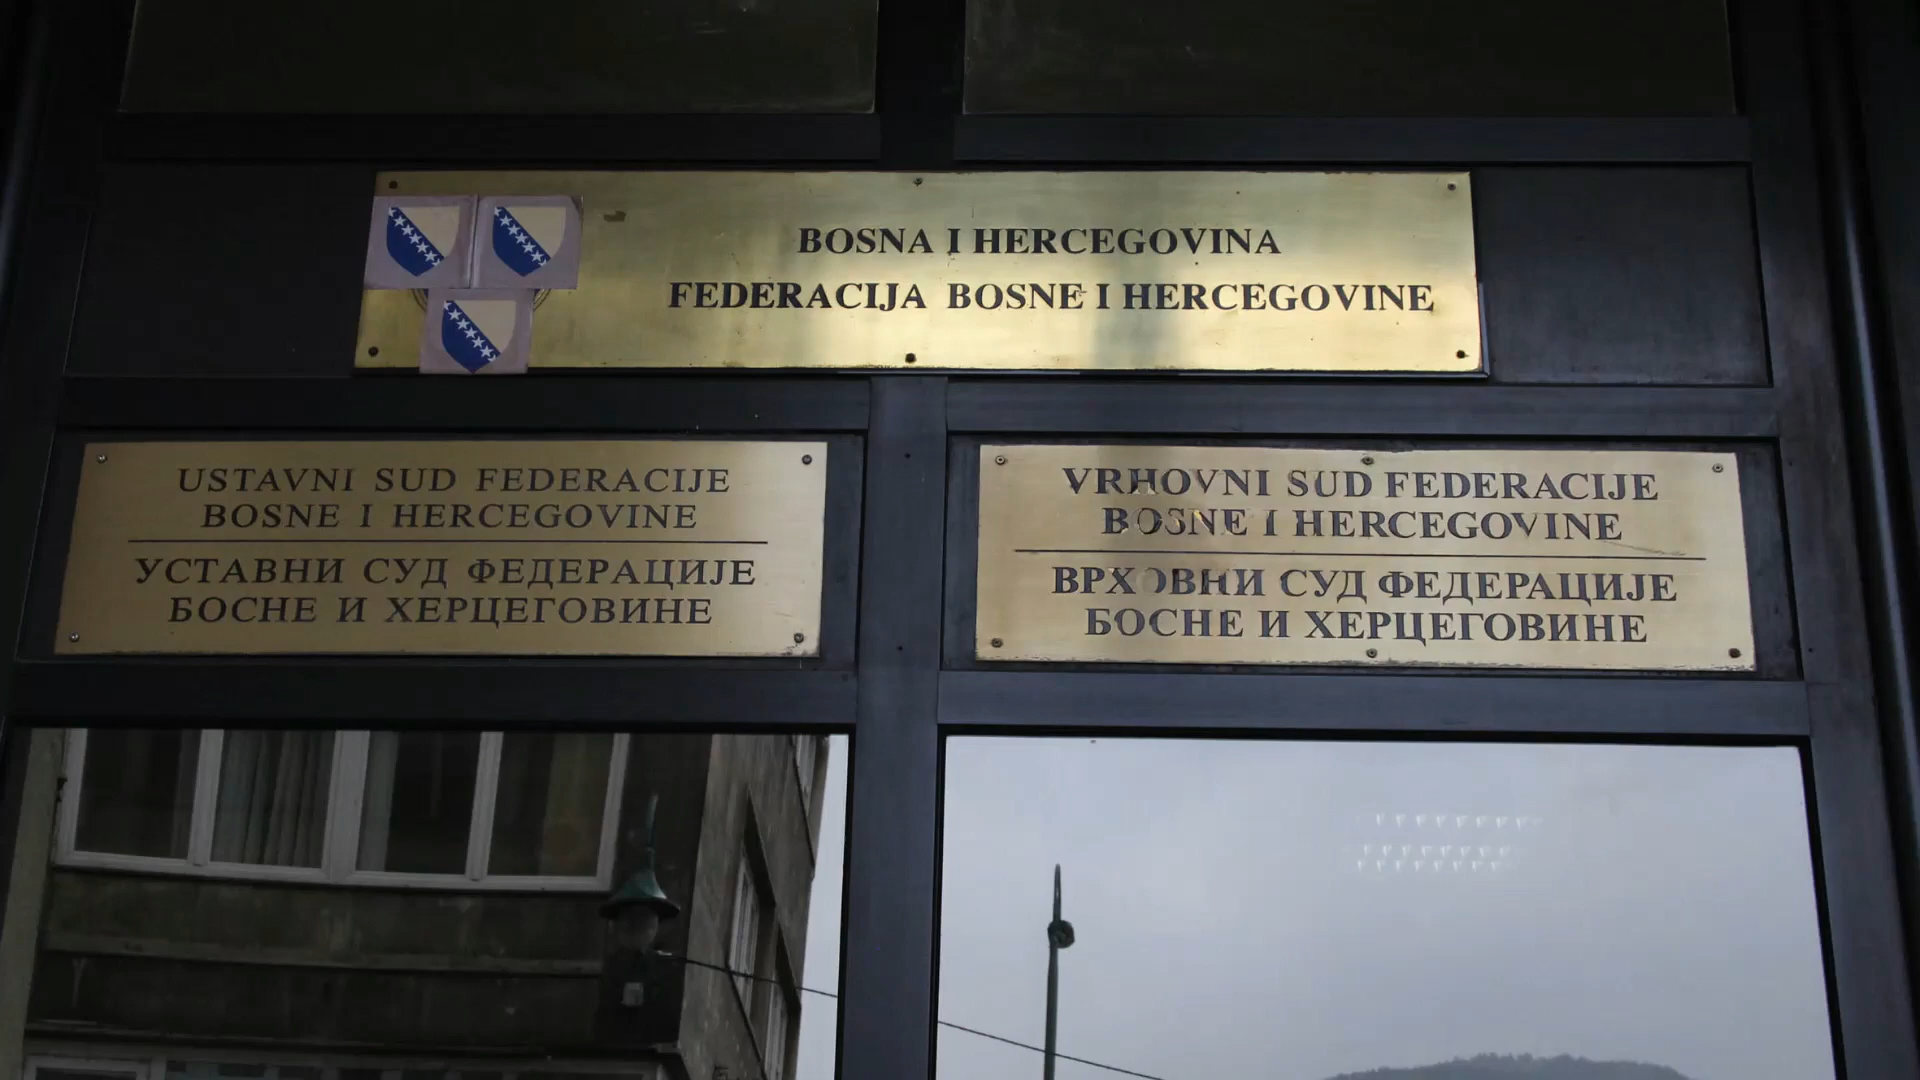 BOSNA I HERCEGOVINA
FEDERACIJA BOSNE I HERCEGOVINE
USTAVNI SUD FEDERACIJE
BOSNE I HERCEGOVINE
УСТАВНИ СУД ФЕДЕРАЦИЈЕ
БОСНЕ И ХЕРЦЕГОВИНЕ
VRHOVNI SUD FEDERACIJE
BOSNE I HERCEGOVINE
ВРХОВНИ СУД ФЕДЕРАЦИЈЕ
БОСНЕ И ХЕРЦЕГОВИНЕ